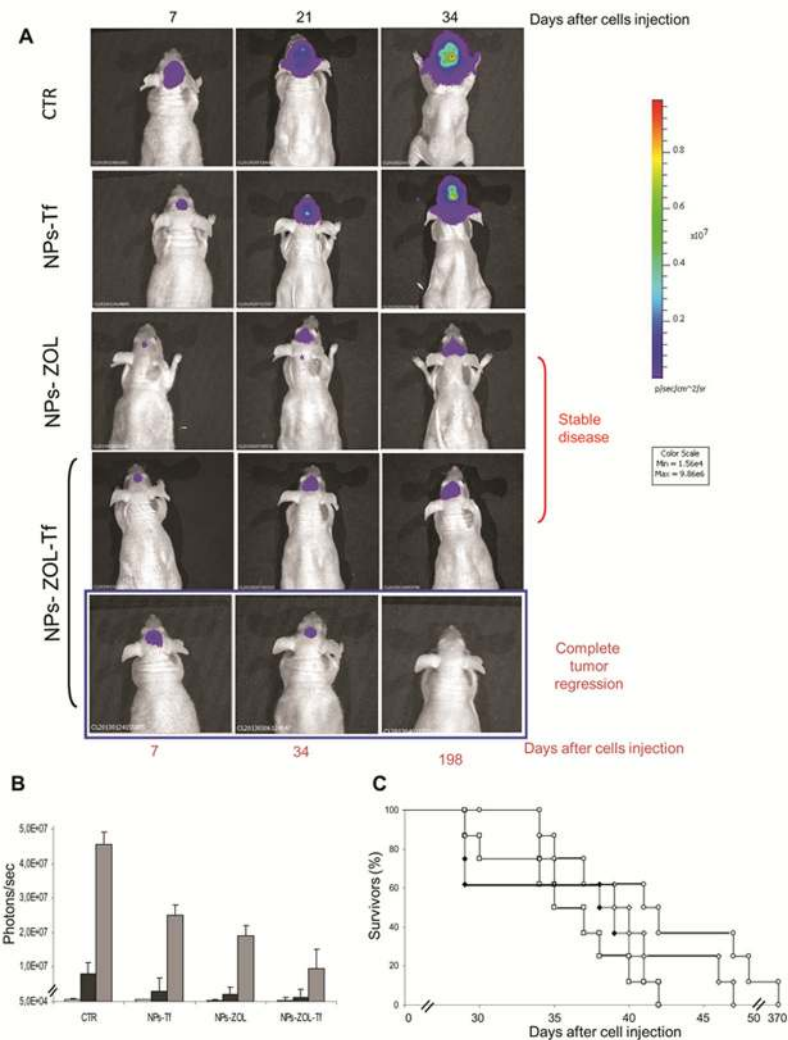 7 21 34 Days after cells injection
A
CTR
NPs-Tf
NPs- ZOL
NPs- ZOL-Tf
0.8
0.6
x10^7
0.4
0.2
p/sec/cm^2/sr
Color Scale
Min = 1.56e4
Max = 9.86e6
Stable
disease
Complete
tumor
regression
7 34 198 Days after cells injection
B
Photons/sec
5,0E+07
4,0E+07
3,0E+07
2,0E+07
1,0E+07
5,0E+04
CTR NPs-Tf NPs-ZOL NPs-ZOL-Tf
C
Survivors (%)
100
80
60
40
20
0
0 30 35 40 45 50 370
Days after cell injection